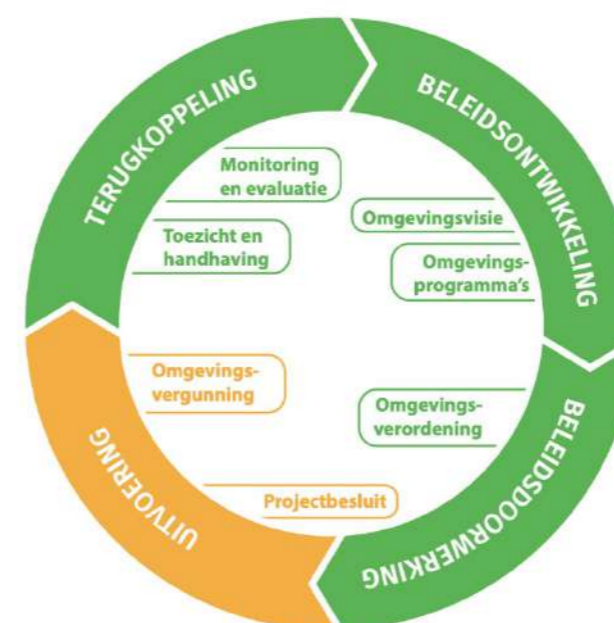 TERUGKOPPELING
BELEIDSONTWIKKELING
Monitoring
en evaluatie
Omgevingsvisie
Toezicht en
handhaving
Omgevings-
programma's
Omgevings-
vergunning
Omgevings-
verordening
Projectbesluit
UITVOERING
BELEIDSDOORWERKING